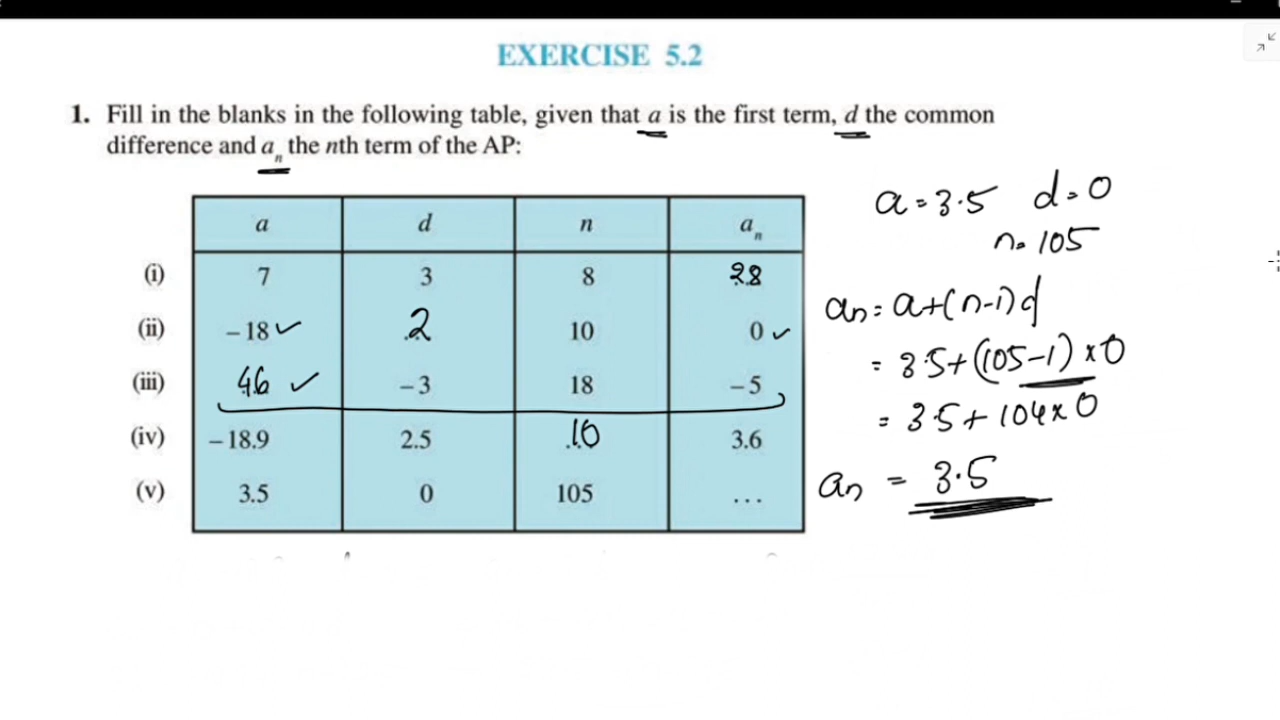 EXERCISE 5.2
1. Fill in the blanks in the following table, given that a is the first term, d the common
difference and aₙ the nth term of the AP:
a d n aₙ
(i) 7 3 8 28
(ii) – 18 ✓ 2 10 0 ✓
(iii) 46 ✓ – 3 18 – 5
(iv) – 18.9 2.5 10 3.6
(v) 3.5 0 105 . . .
a = 3.5 d = 0
n = 105
an = a+(n-1)d
= 3.5+(105-1)×0
= 3.5+104×0
an = 3.5